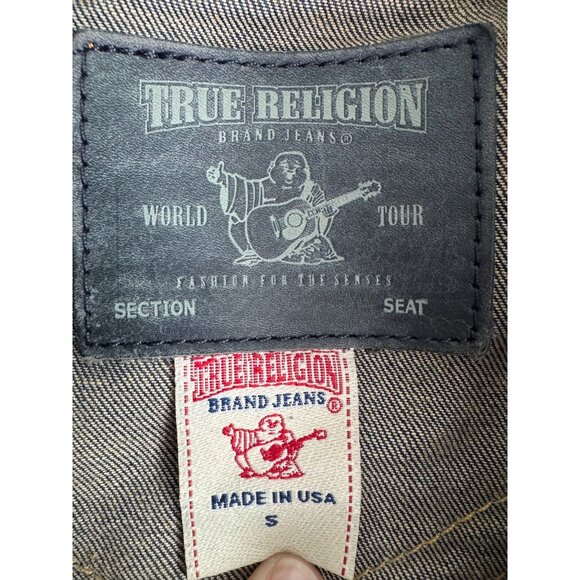 TRUE RELIGION
BRAND JEANS®
WORLD TOUR
FASHION FOR THE SENSES
SECTION SEAT
TRUE RELIGION
BRAND JEANS®
MADE IN USA
S